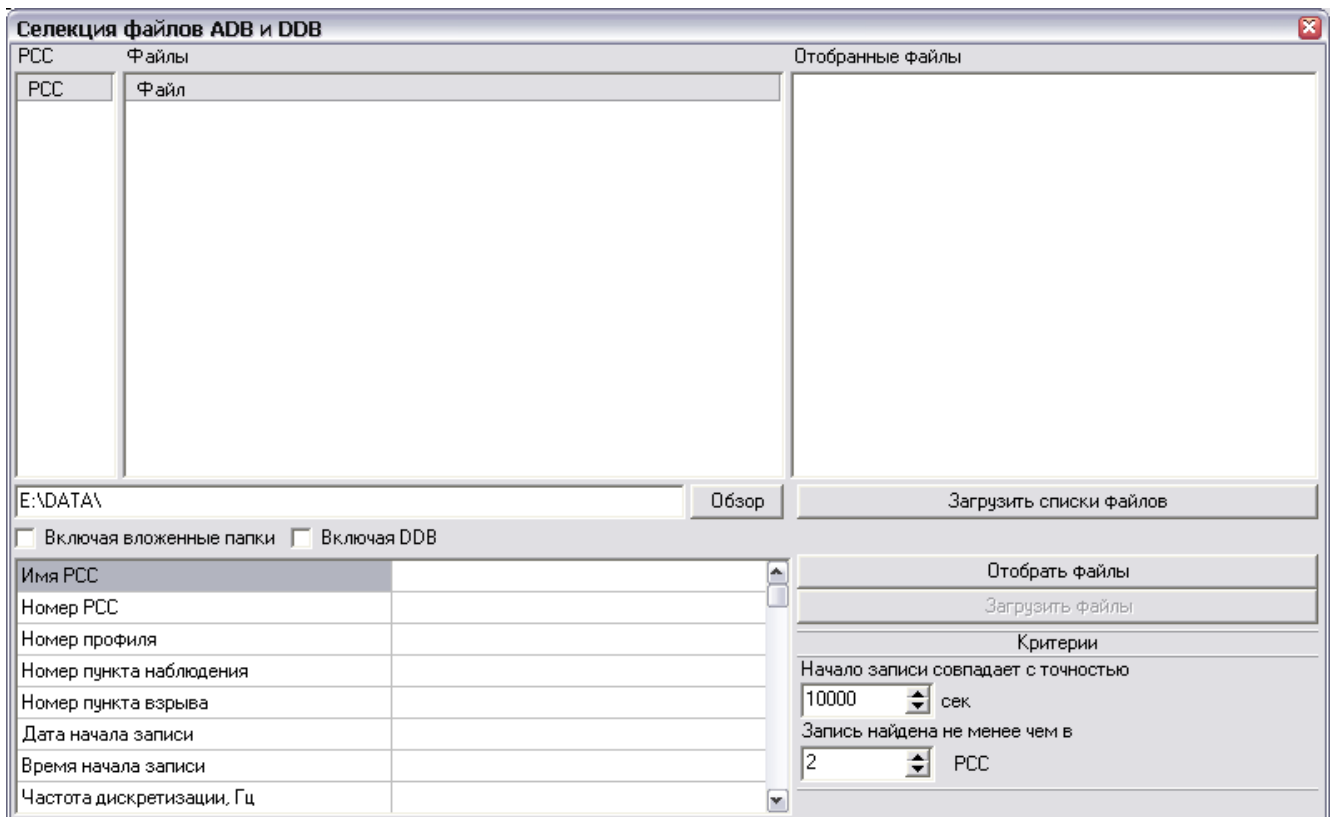 Селекция файлов ADB и DDB
РСС Файлы Отобранные файлы
РСС Файл
E:\DATA\ Обзор Загрузить списки файлов
Включая вложенные папки Включая DDB
Имя РСС Отобрать файлы
Номер РСС Загрузить файлы
Номер профиля Критерии
Номер пункта наблюдения Начало записи совпадает с точностью
Номер пункта взрыва 10000 сек
Дата начала записи Запись найдена не менее чем в
Время начала записи 2 РСС
Частота дискретизации, Гц